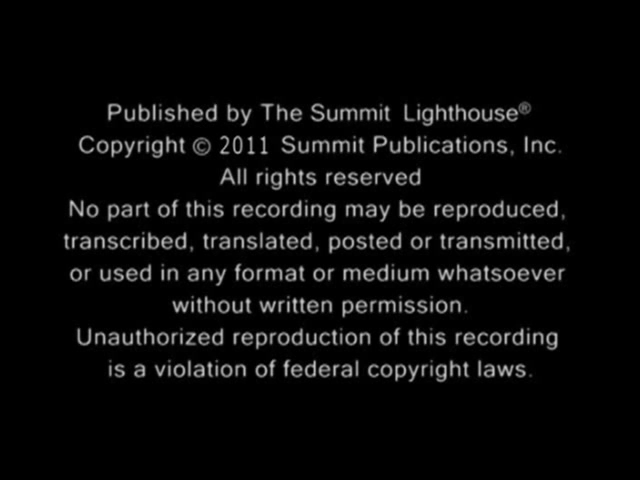 Published by The Summit Lighthouse®
Copyright © 2011 Summit Publications, Inc.
All rights reserved
No part of this recording may be reproduced,
transcribed, translated, posted or transmitted,
or used in any format or medium whatsoever
without written permission.
Unauthorized reproduction of this recording
is a violation of federal copyright laws.